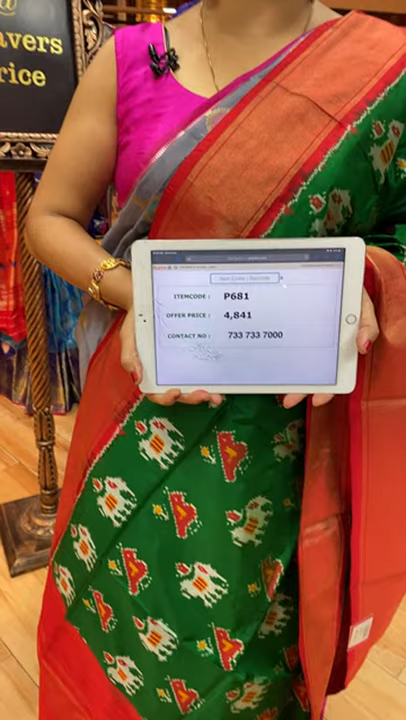 avers
rice
ITEMCODE : P681
OFFER PRICE : 4,841
CONTACT NO : 733 733 7000